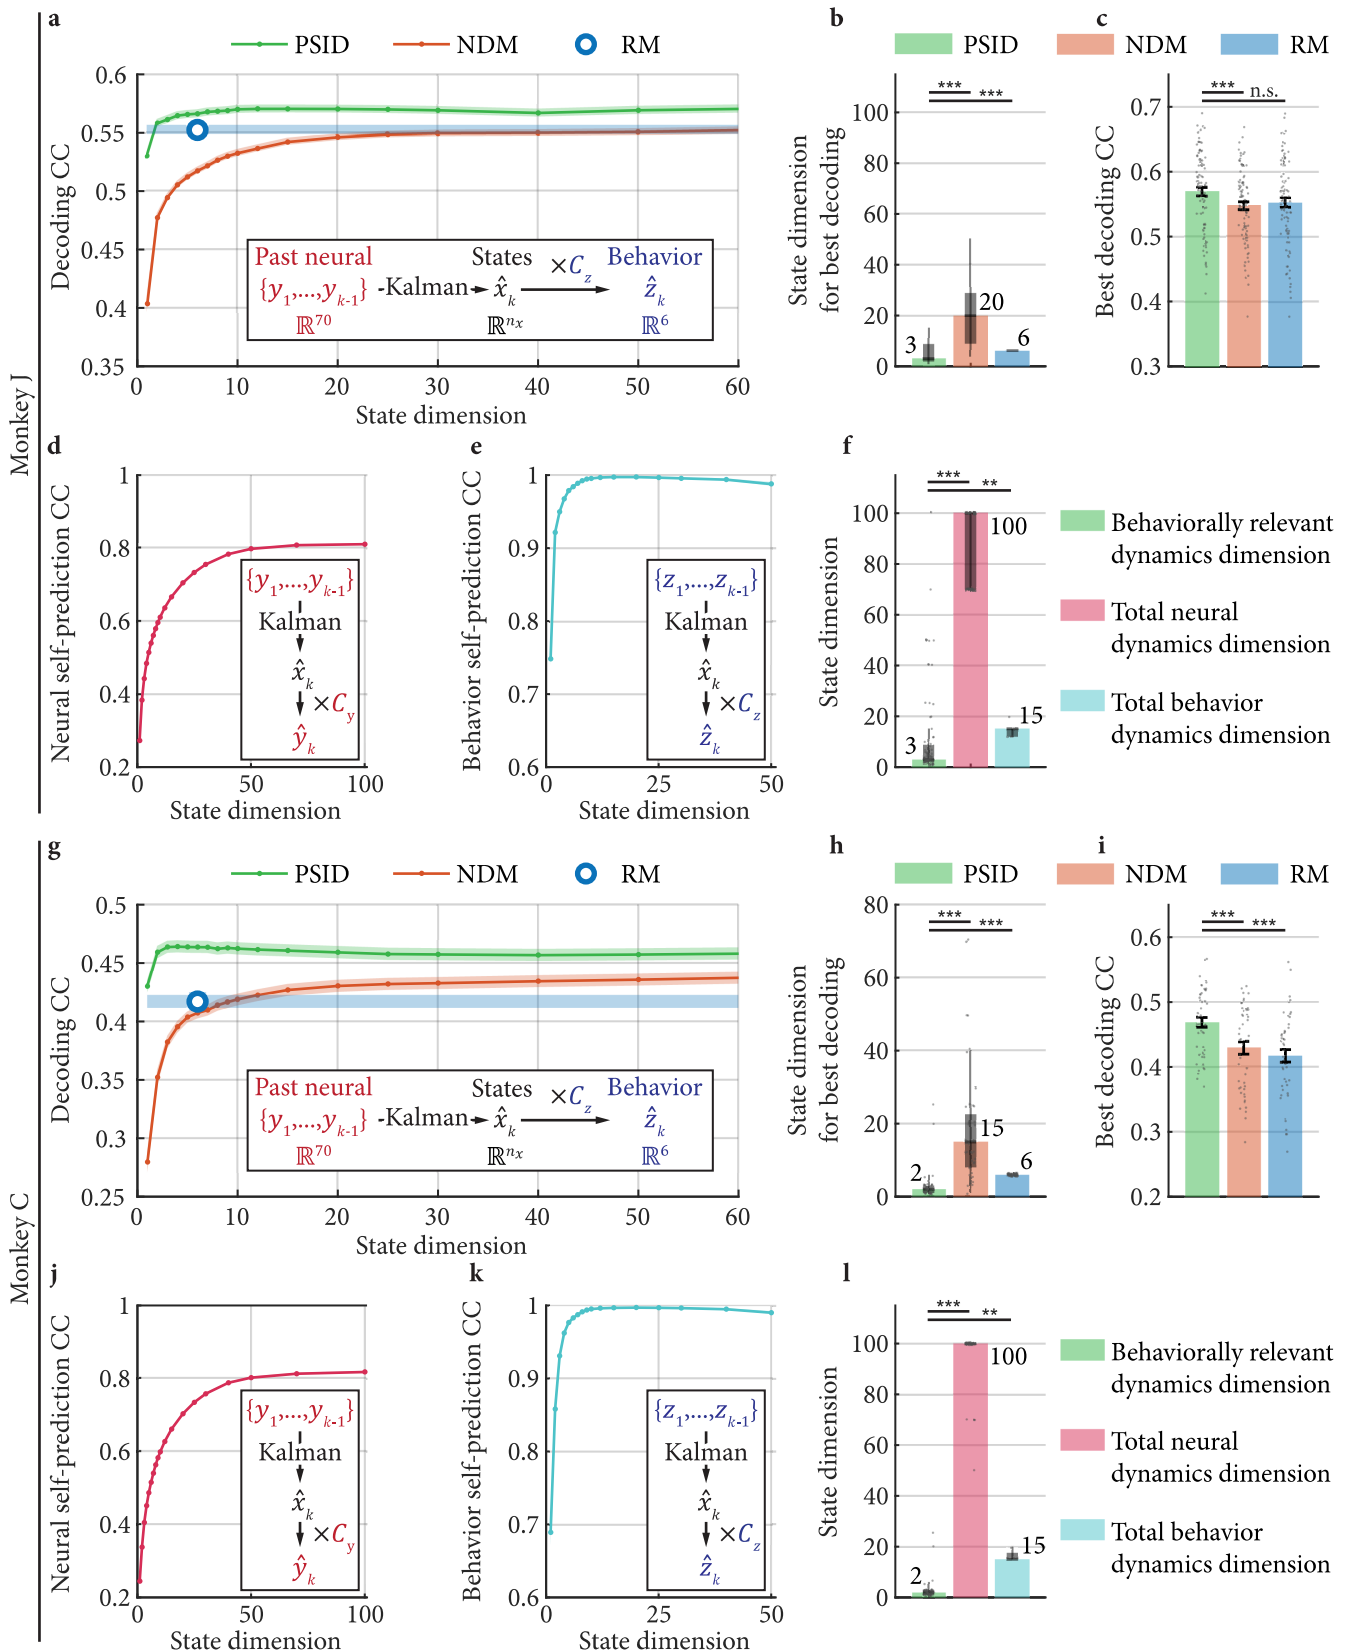 Monkey J
a
PSID NDM RM
Decoding CC
0.6
0.55
0.5
0.45
0.4
0.35
0 10 20 30 40 50 60
State dimension
Past neural States Behavior
{y1,...,yk-1} Kalman x̂k ×Cz ẑk
ℝ70 ℝnx ℝ6
b
PSID NDM RM
State dimension
for best decoding
*** ***
100
80
60
40
20
0
3 20 6
c
Best decoding CC
*** n.s.
0.7
0.6
0.5
0.4
0.3
d
Neural self-prediction CC
1
0.8
0.6
0.4
0.2
0 50 100
State dimension
{y1,...,yk-1}
Kalman
x̂k
×Cy
ŷk
e
Behavior self-prediction CC
1
0.9
0.8
0.7
0.6
0 25 50
State dimension
{z1,...,zk-1}
Kalman
x̂k
×Cz
ẑk
f
State dimension
*** **
100
80
60
40
20
0
3 100 15
Behaviorally relevant
dynamics dimension
Total neural
dynamics dimension
Total behavior
dynamics dimension
Monkey C
g
PSID NDM RM
Decoding CC
0.5
0.45
0.4
0.35
0.3
0.25
0 10 20 30 40 50 60
State dimension
Past neural States Behavior
{y1,...,yk-1} Kalman x̂k ×Cz ẑk
ℝ70 ℝnx ℝ6
h
PSID NDM RM
State dimension
for best decoding
*** ***
80
60
40
20
0
2 15 6
i
Best decoding CC
*** ***
0.6
0.5
0.4
0.3
0.2
j
Neural self-prediction CC
1
0.8
0.6
0.4
0.2
0 50 100
State dimension
{y1,...,yk-1}
Kalman
x̂k
×Cy
ŷk
k
Behavior self-prediction CC
1
0.9
0.8
0.7
0.6
0 25 50
State dimension
{z1,...,zk-1}
Kalman
x̂k
×Cz
ẑk
l
State dimension
*** **
100
80
60
40
20
0
2 100 15
Behaviorally relevant
dynamics dimension
Total neural
dynamics dimension
Total behavior
dynamics dimension